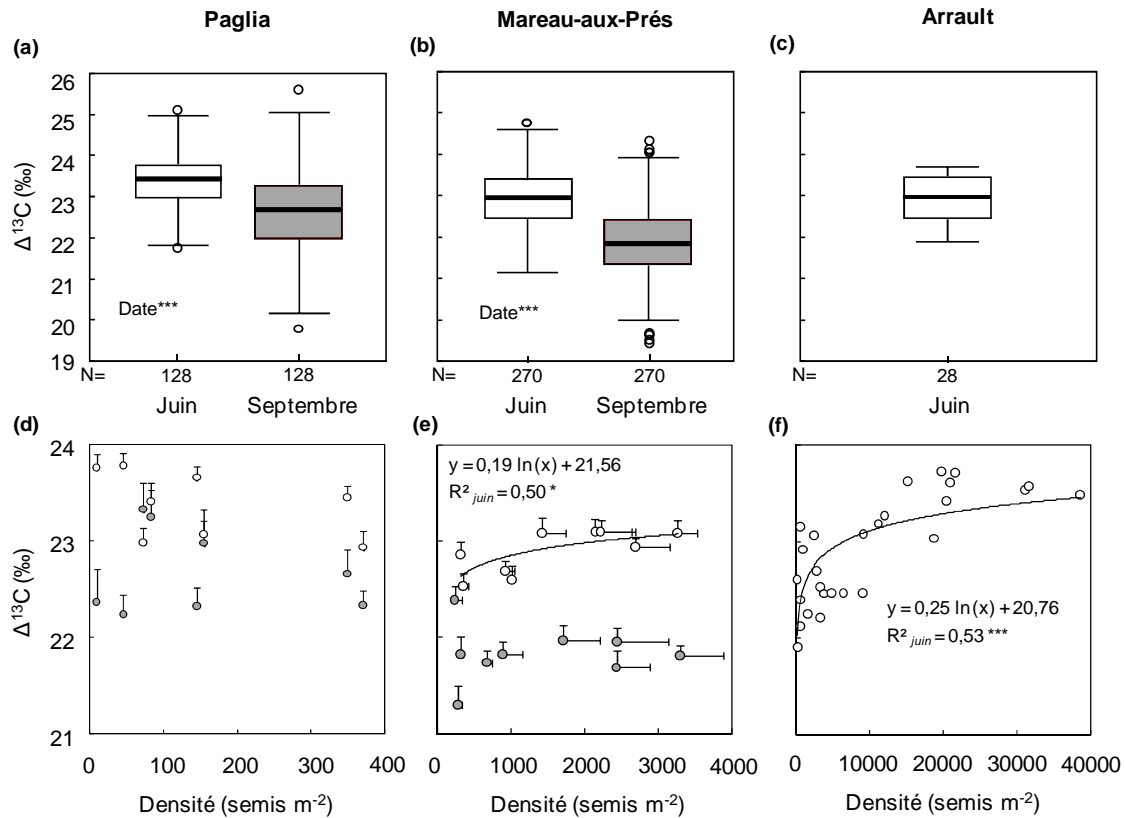 Paglia
Mareau-aux-Prés
Arrault
(a)
(b)
(c)
26
25
24
23
22
21
20
19
Δ¹³C (‰)
Date***
Date***
N=
128
128
N=
270
270
N=
28
Juin
Septembre
Juin
Septembre
Juin
(d)
(e)
(f)
24
23
22
21
Δ¹³C (‰)
y = 0,19 ln(x) + 21,56
R² juin = 0,50 *
y = 0,25 ln(x) + 20,76
R² juin = 0,53 ***
0
100
200
300
400
0
1000
2000
3000
4000
0
10000
20000
30000
40000
Densité (semis m⁻²)
Densité (semis m⁻²)
Densité (semis m⁻²)